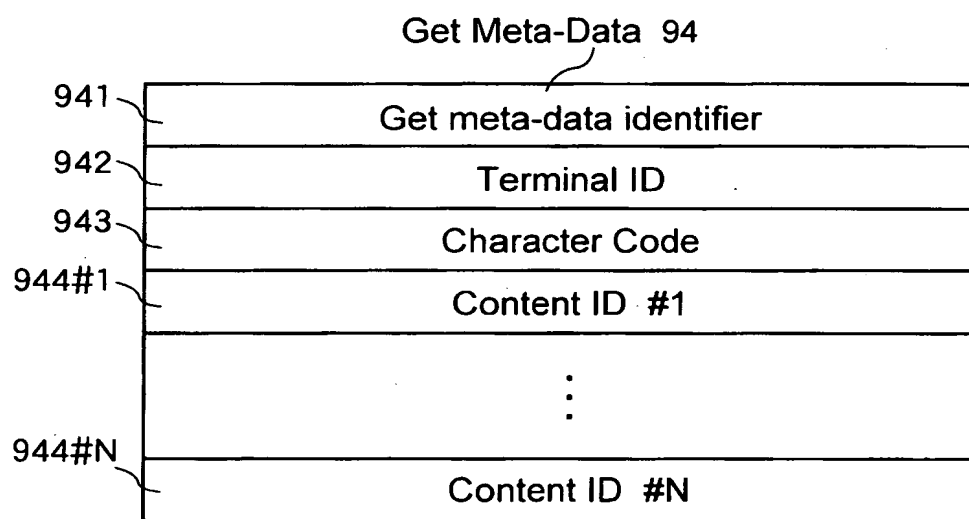 Get Meta-Data 94
941
Get meta-data identifier
942
Terminal ID
943
Character Code
944#1
Content ID #1
944#N
Content ID #N